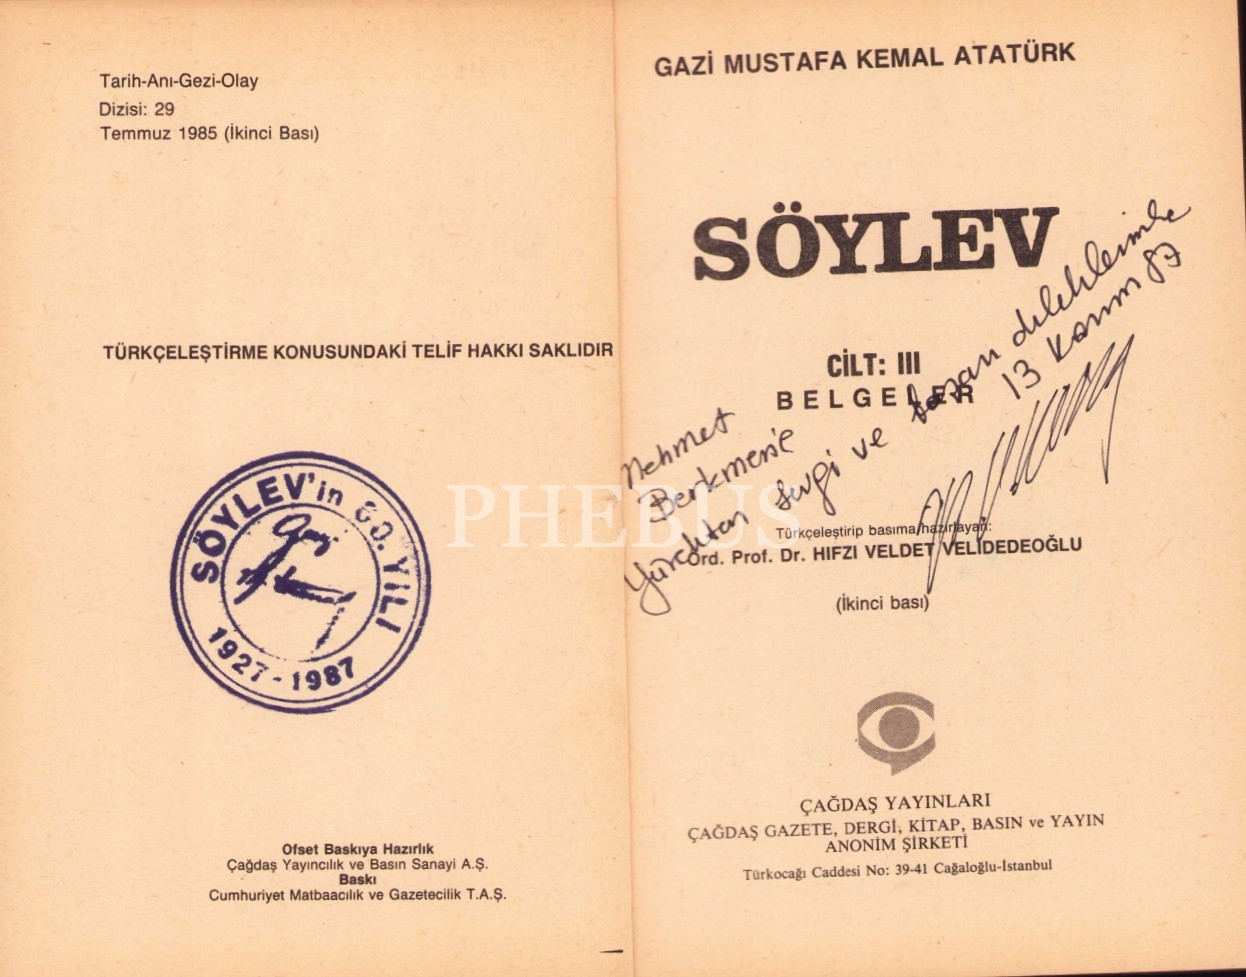 Tarih-Anı-Gezi-Olay
Dizisi: 29
Temmuz 1985 (İkinci Bası)
TÜRKÇELEŞTİRME KONUSUNDAKİ TELİF HAKKI SAKLIDIR
SÖYLEV'in 60. YILI
1927-1987
Ofset Baskıya Hazırlık
Çağdaş Yayıncılık ve Basın Sanayi A.Ş.
Baskı
Cumhuriyet Matbaacılık ve Gazetecilik T.A.Ş.
PHEBUS
GAZİ MUSTAFA KEMAL ATATÜRK
SÖYLEV
CİLT: III
BELGELER
Mehmet
Berkmen'e
Yürekten sevgi ve başarı dileklerimle
13 Kasım 87
Türkçeleştirip basıma hazırlayan:
Ord. Prof. Dr. HIFZI VELDET VELİDEDEOĞLU
(İkinci bası)
ÇAĞDAŞ YAYINLARI
ÇAĞDAŞ GAZETE, DERGİ, KİTAP, BASIN ve YAYIN
ANONİM ŞİRKETİ
Türkocağı Caddesi No: 39-41 Cağaloğlu-İstanbul